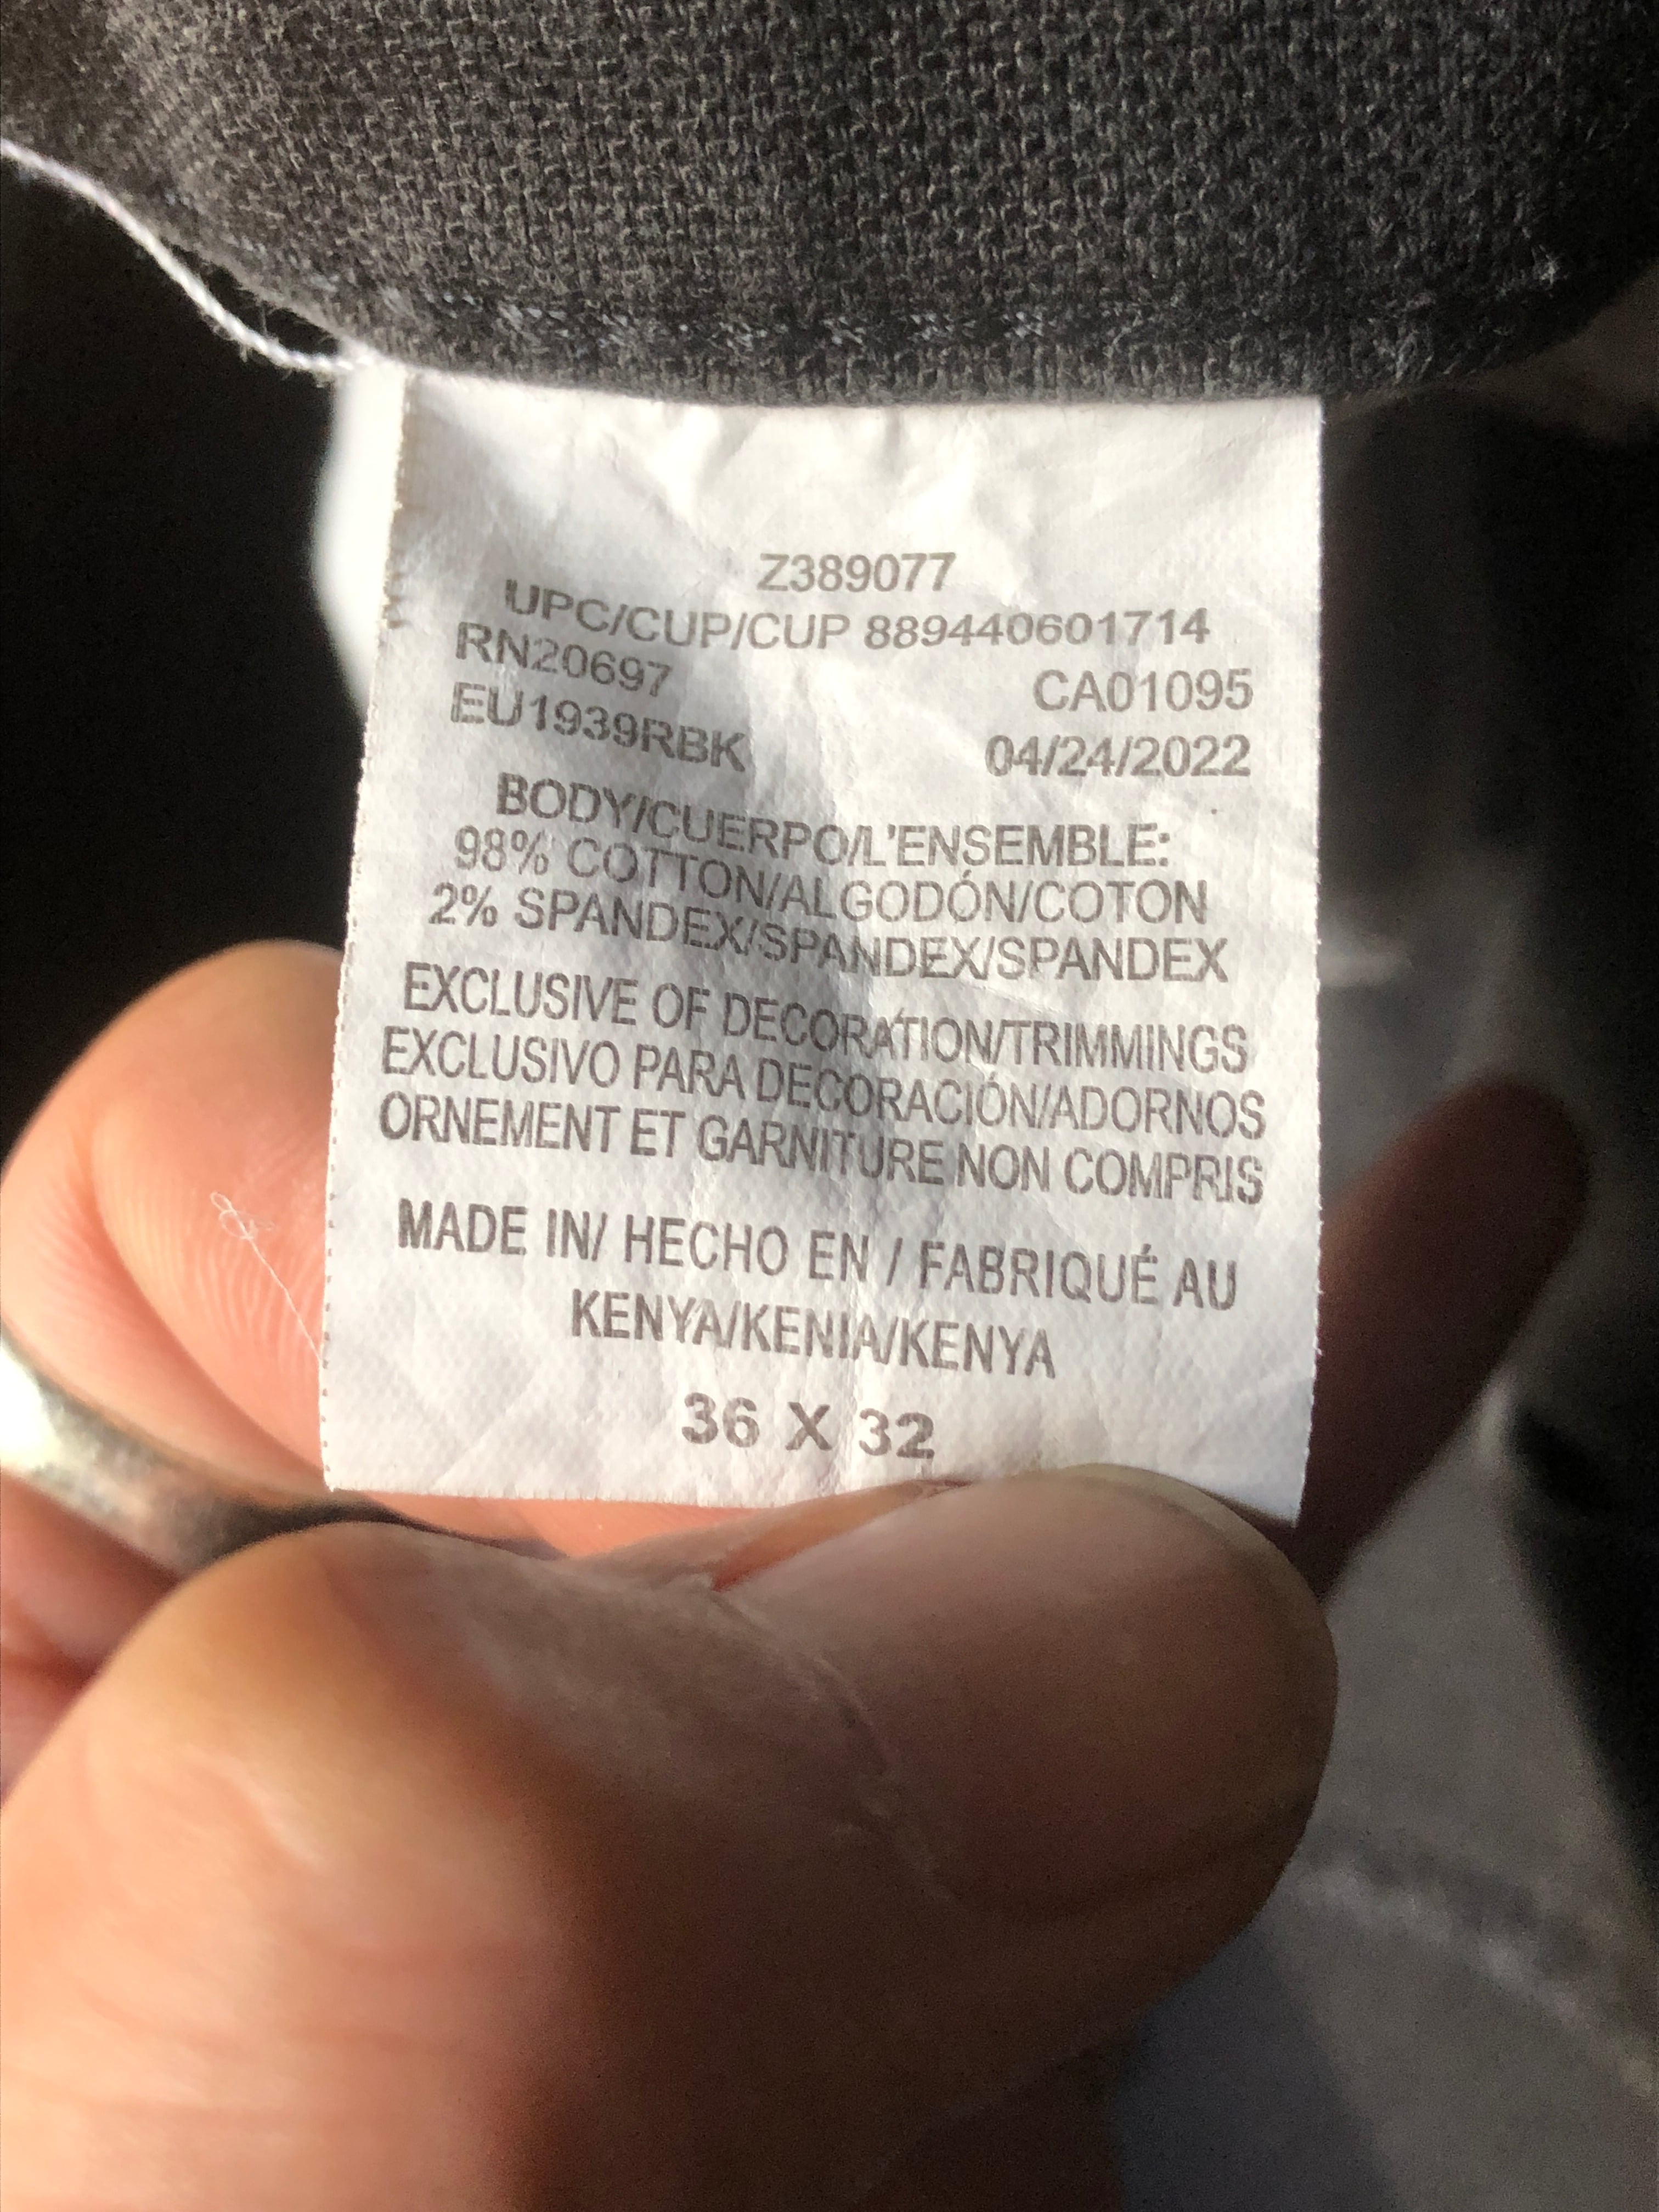 Z389077
UPC/CUP/CUP 889440601714
RN20697 CA01095
EU1939RBK 04/24/2022
BODY/CUERPO/L'ENSEMBLE:
98% COTTON/ALGODÓN/COTON
2% SPANDEX/SPANDEX/SPANDEX
EXCLUSIVE OF DECORATION/TRIMMINGS
EXCLUSIVO PARA DECORACIÓN/ADORNOS
ORNEMENT ET GARNITURE NON COMPRIS
MADE IN/ HECHO EN / FABRIQUÉ AU
KENYA/KENIA/KENYA
36 X 32